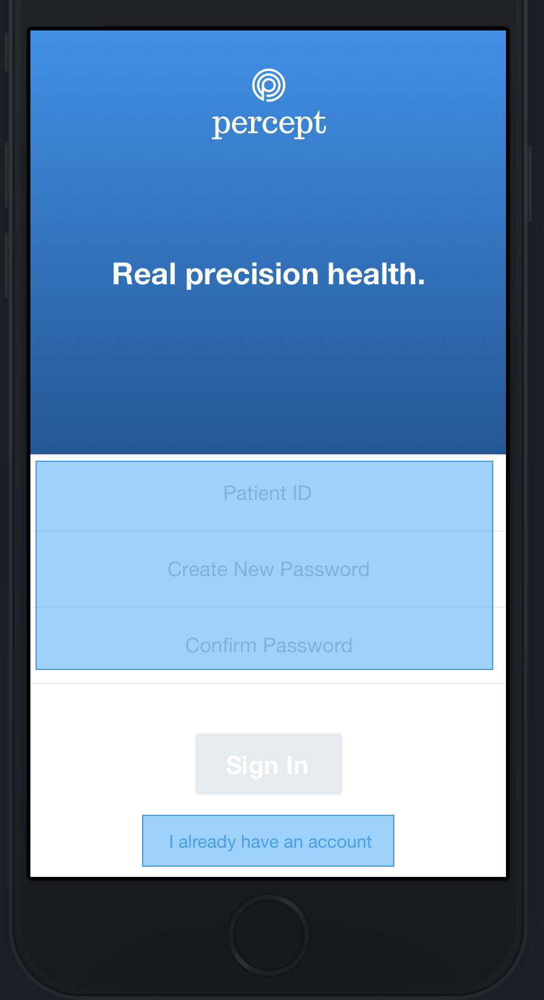 percept
Real precision health.
Patient ID
Create New Password
Confirm Password
Sign In
I already have an account